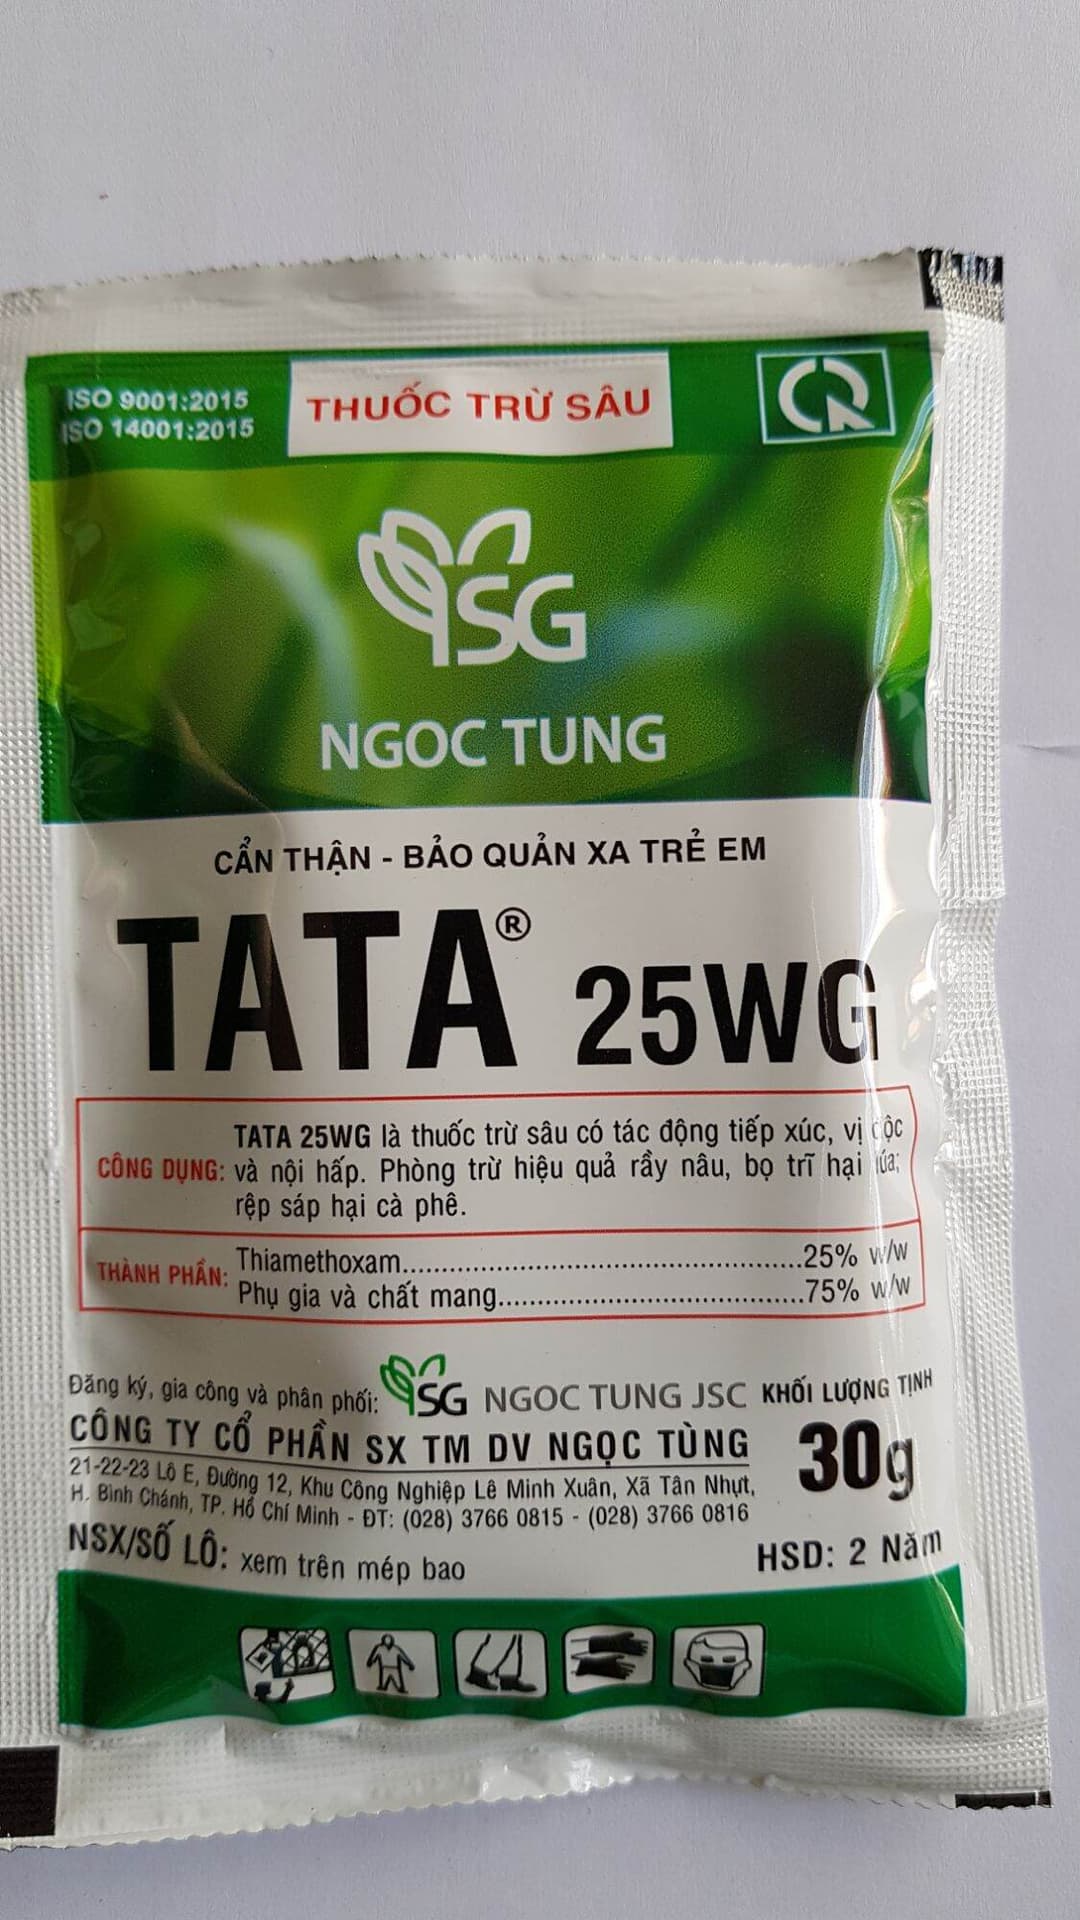 ISO 9001:2015
ISO 14001:2015
THUỐC TRỪ SÂU
SG
NGOC TUNG
CẨN THẬN - BẢO QUẢN XA TRẺ EM
TATA® 25WG
CÔNG DỤNG: TATA 25WG là thuốc trừ sâu có tác động tiếp xúc, vị độc
và nội hấp. Phòng trừ hiệu quả rầy nâu, bọ trĩ hại lúa;
rệp sáp hại cà phê.
THÀNH PHẦN: Thiamethoxam..................................................25% w/w
Phụ gia và chất mang......................................75% w/w
Đăng ký, gia công và phân phối: SG NGOC TUNG JSC
CÔNG TY CỔ PHẦN SX TM DV NGỌC TÙNG
21-22-23 Lô E, Đường 12, Khu Công Nghiệp Lê Minh Xuân, Xã Tân Nhựt,
H. Bình Chánh, TP. Hồ Chí Minh - ĐT: (028) 3766 0815 - (028) 3766 0816
KHỐI LƯỢNG TỊNH
30g
NSX/SỐ LÔ: xem trên mép bao
HSD: 2 Năm